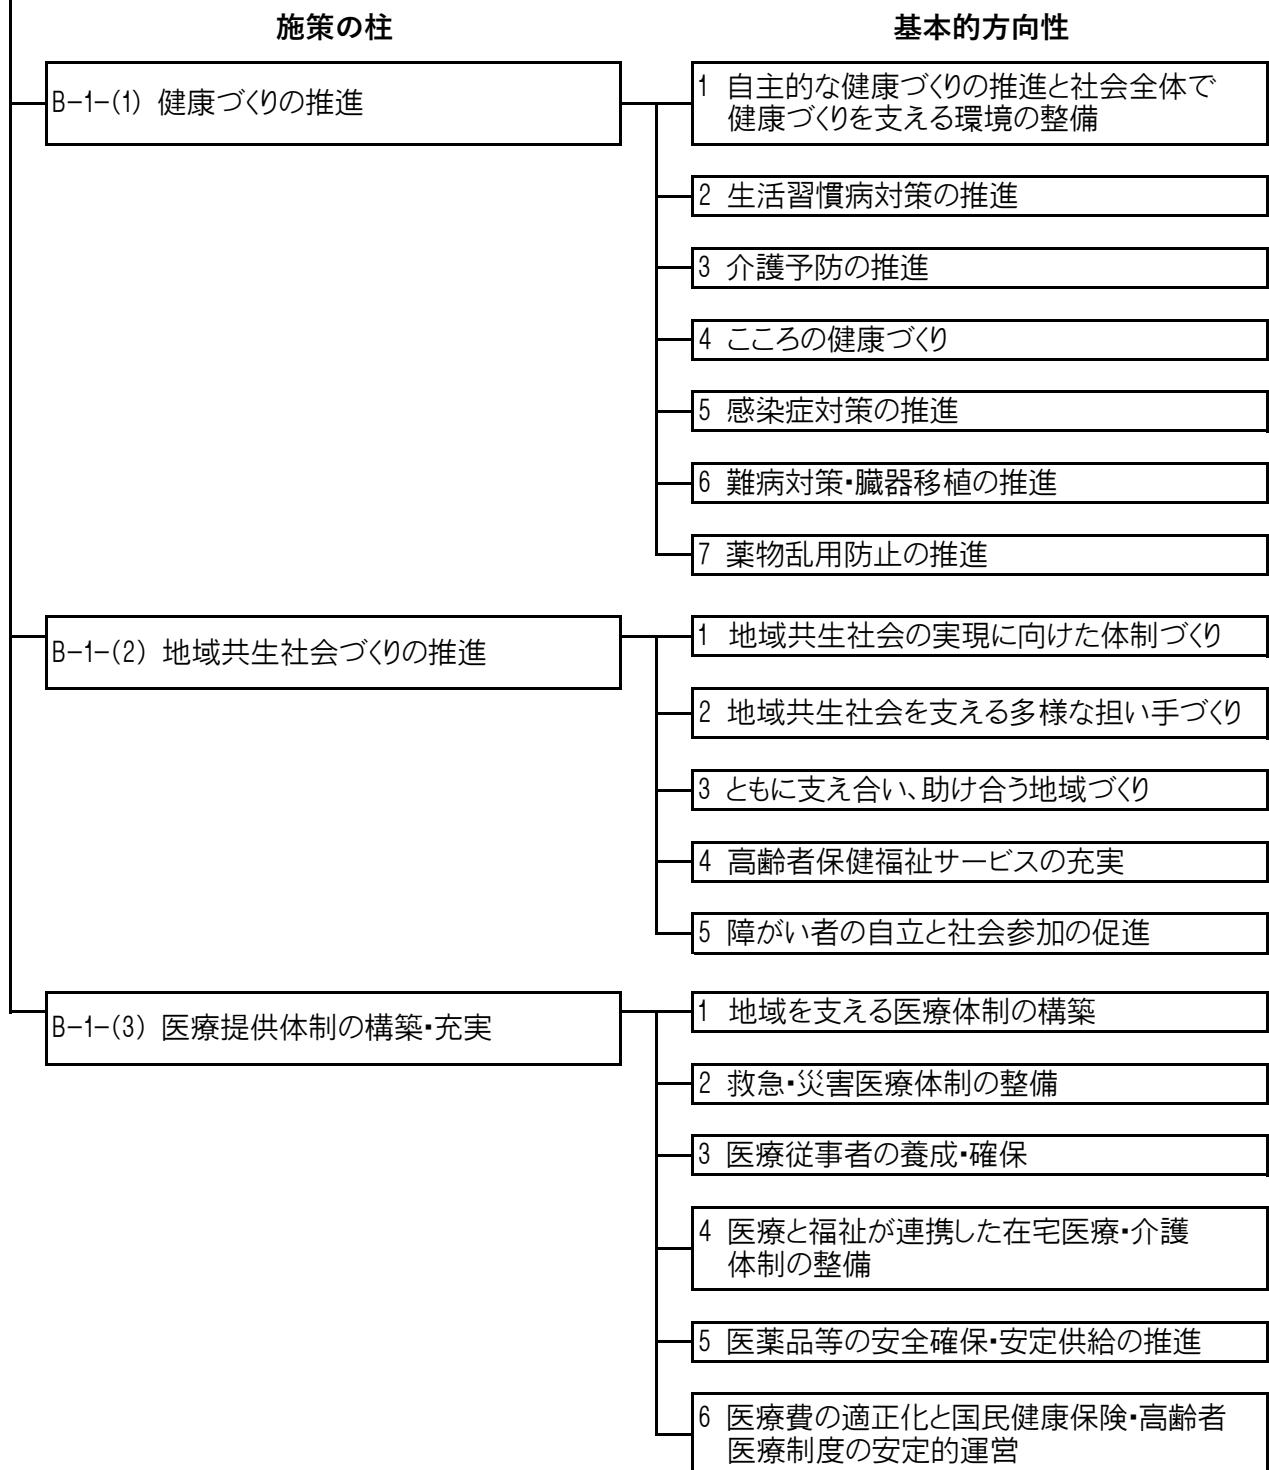 施策の柱
基本的方向性
B-1-(1) 健康づくりの推進
1 自主的な健康づくりの推進と社会全体で
健康づくりを支える環境の整備
2 生活習慣病対策の推進
3 介護予防の推進
4 こころの健康づくり
5 感染症対策の推進
6 難病対策・臓器移植の推進
7 薬物乱用防止の推進
B-1-(2) 地域共生社会づくりの推進
1 地域共生社会の実現に向けた体制づくり
2 地域共生社会を支える多様な担い手づくり
3 ともに支え合い、助け合う地域づくり
4 高齢者保健福祉サービスの充実
5 障がい者の自立と社会参加の促進
B-1-(3) 医療提供体制の構築・充実
1 地域を支える医療体制の構築
2 救急・災害医療体制の整備
3 医療従事者の養成・確保
4 医療と福祉が連携した在宅医療・介護
体制の整備
5 医薬品等の安全確保・安定供給の推進
6 医療費の適正化と国民健康保険・高齢者
医療制度の安定的運営